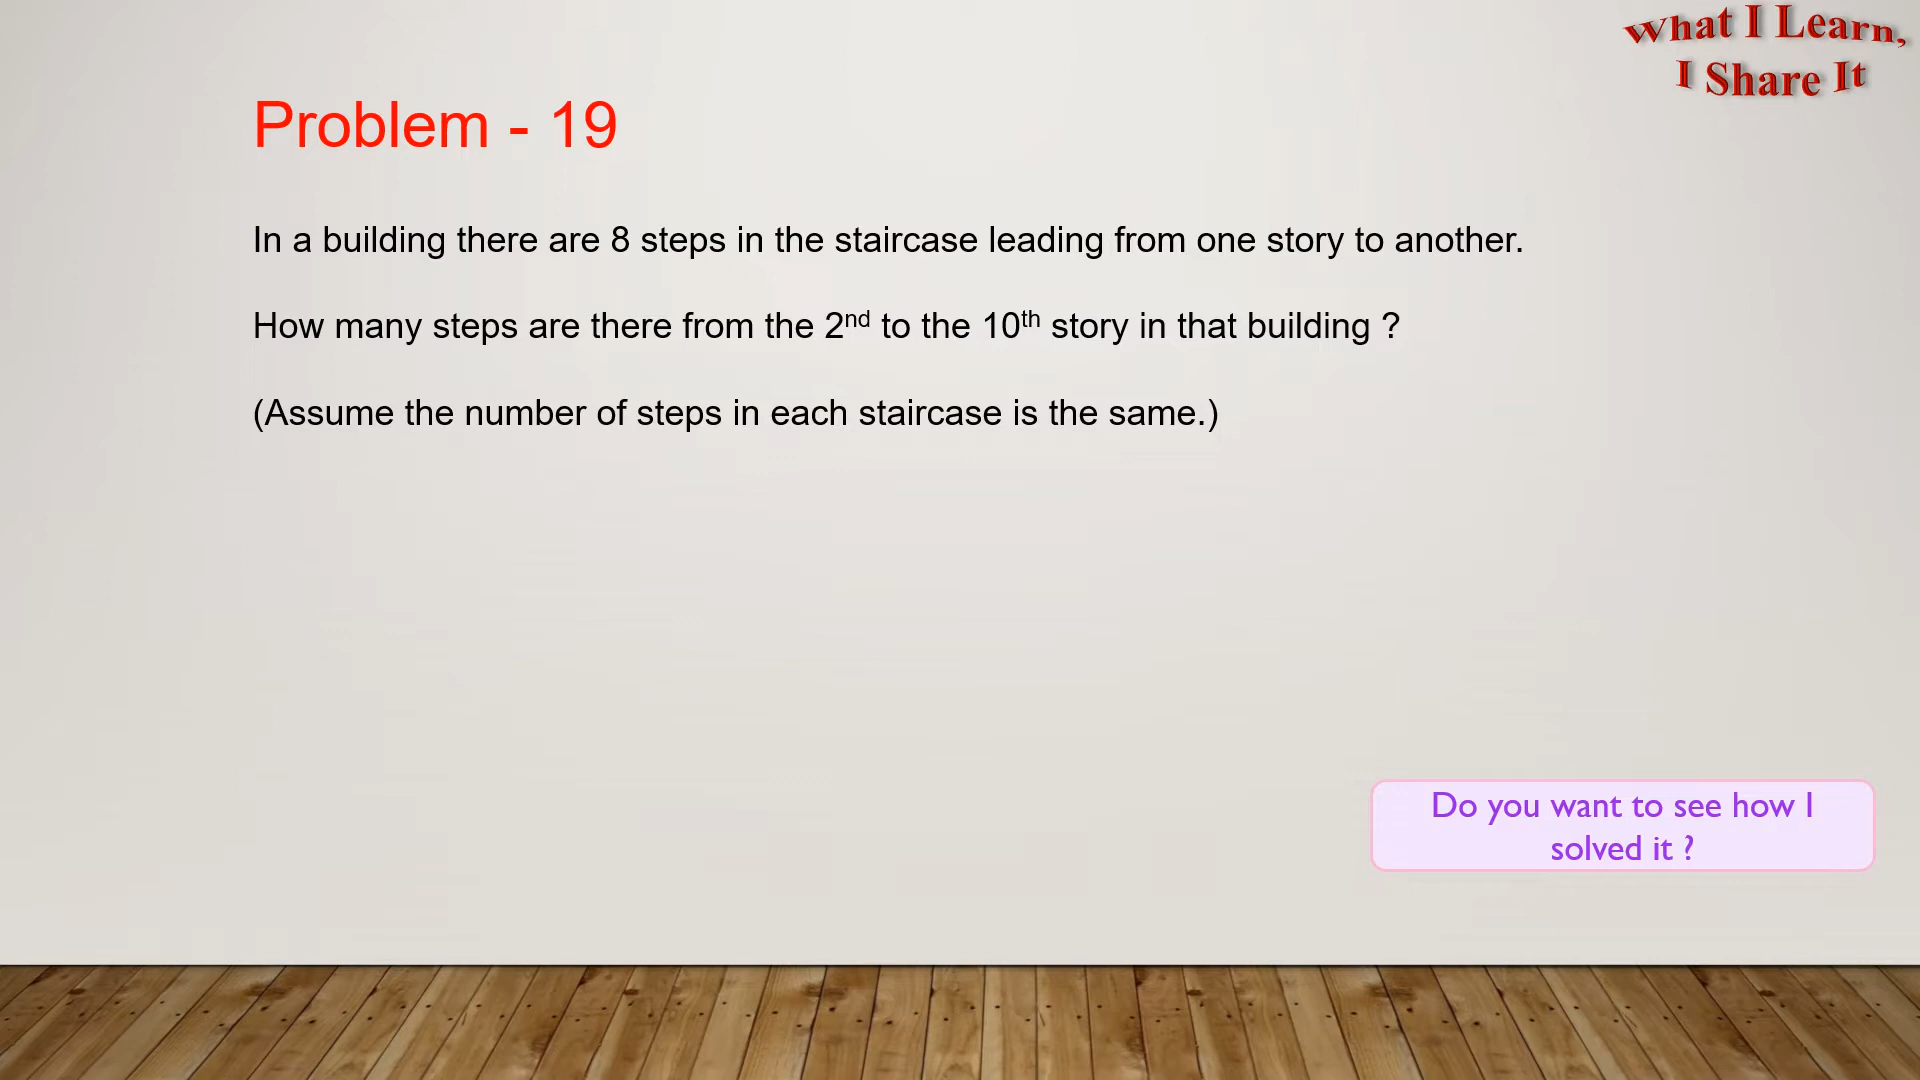 What I Learn,
I Share It
Problem - 19
In a building there are 8 steps in the staircase leading from one story to another.
How many steps are there from the 2nd to the 10th story in that building ?
(Assume the number of steps in each staircase is the same.)
Do you want to see how I
solved it ?